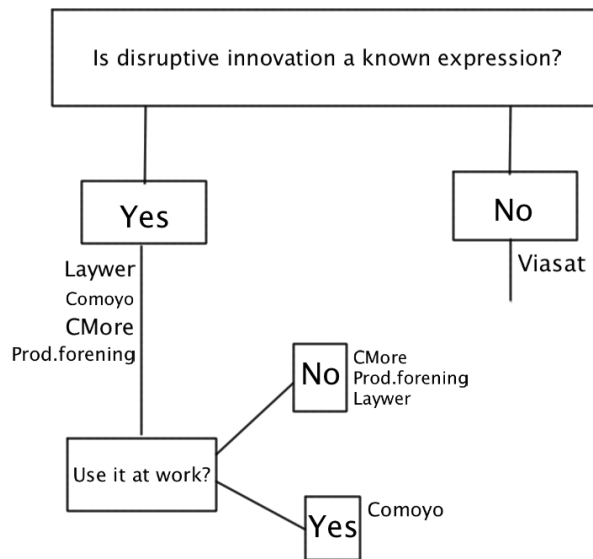 Is disruptive innovation a known expression?
Yes
No
Laywer
Comoyo
CMore
Prod.forening
Viasat
No
CMore
Prod.forening
Laywer
Use it at work?
Yes
Comoyo